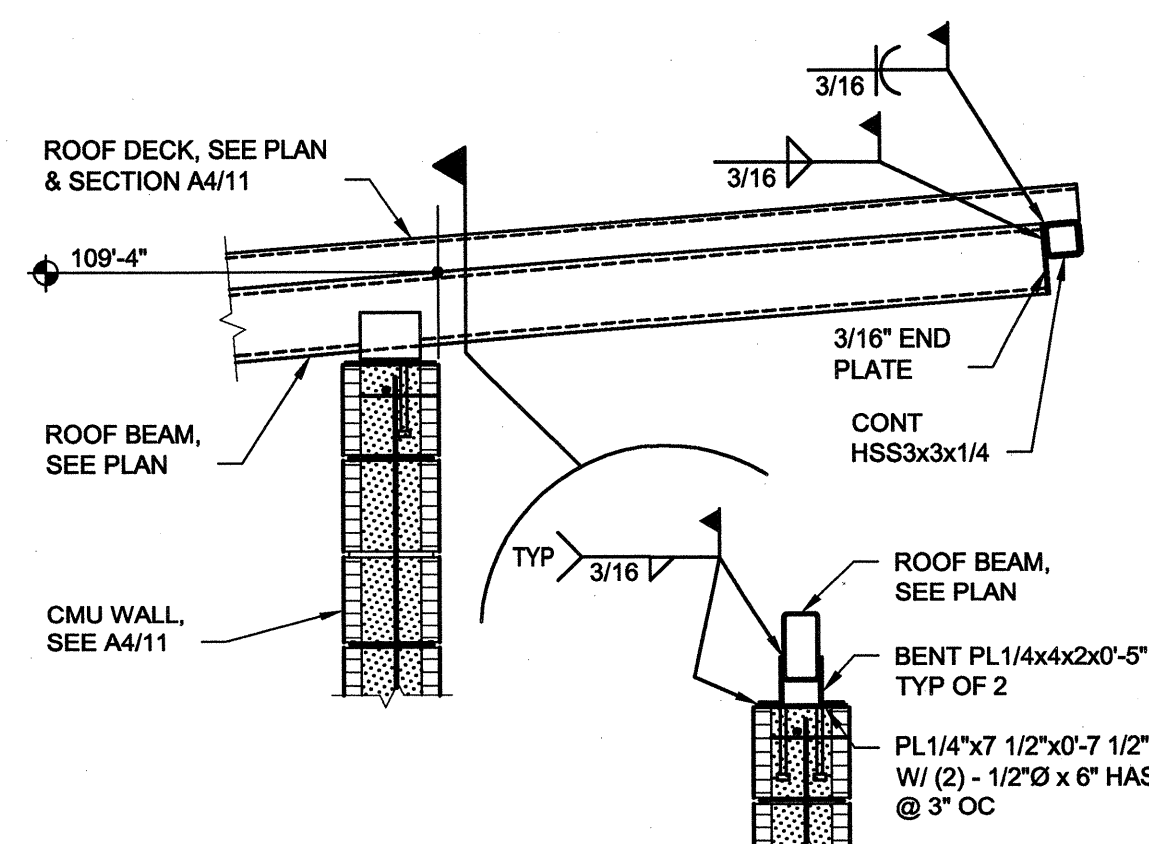 3/16
3/16
ROOF DECK, SEE PLAN
& SECTION A4/11
109'-4"
3/16" END
PLATE
CONT
HSS3x3x1/4
ROOF BEAM,
SEE PLAN
TYP
3/16
CMU WALL,
SEE A4/11
ROOF BEAM,
SEE PLAN
BENT PL1/4x4x2x0'-5"
TYP OF 2
PL1/4"x7 1/2"x0'-7 1/2"
W/ (2) - 1/2"Ø x 6" HAS
@ 3" OC